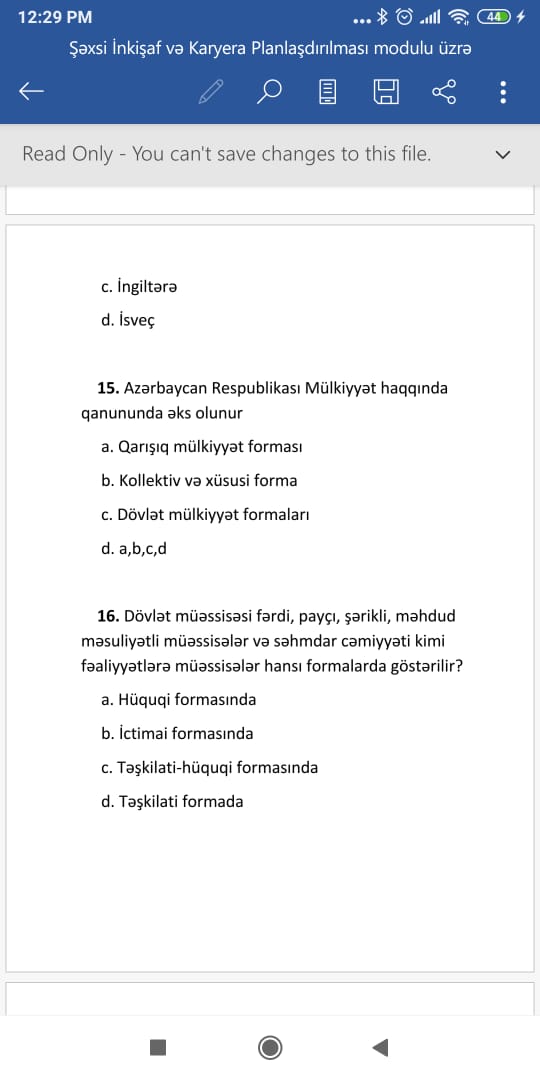 12:29 PM
44
Şəxsi İnkişaf və Karyera Planlaşdırılması modulu üzrə
Read Only - You can't save changes to this file.
c. İngiltərə
d. İsveç
15. Azərbaycan Respublikası Mülkiyyət haqqında
qanununda əks olunur
a. Qarışıq mülkiyyət forması
b. Kollektiv və xüsusi forma
c. Dövlət mülkiyyət formaları
d. a,b,c,d
16. Dövlət müəssisəsi fərdi, payçı, şərikli, məhdud
məsuliyətli müəssisələr və səhmdar cəmiyyəti kimi
fəaliyyətlərə müəssisələr hansı formalarda göstərilir?
a. Hüquqi formasında
b. İctimai formasında
c. Təşkilati-hüquqi formasında
d. Təşkilati formada